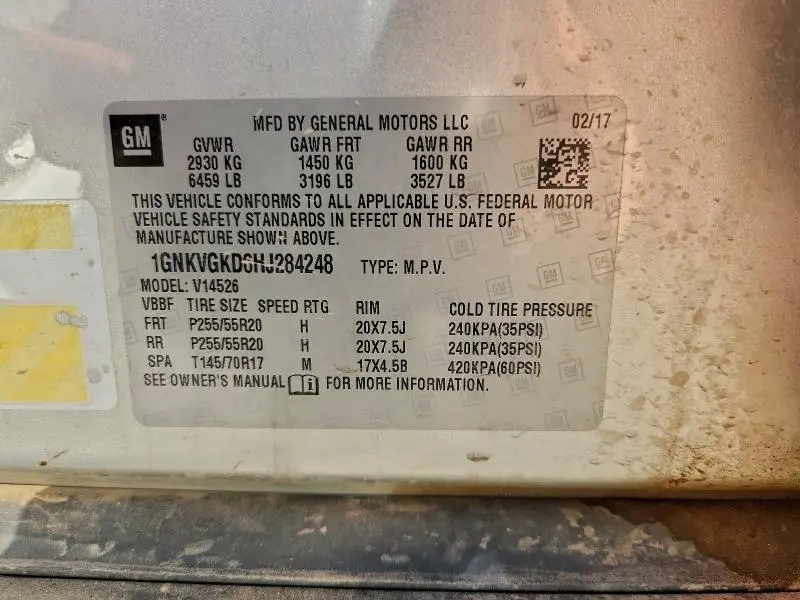 GM
MFD BY GENERAL MOTORS LLC 02/17
GVWR GAWR FRT GAWR RR
2930 KG 1450 KG 1600 KG
6459 LB 3196 LB 3527 LB
THIS VEHICLE CONFORMS TO ALL APPLICABLE U.S. FEDERAL MOTOR
VEHICLE SAFETY STANDARDS IN EFFECT ON THE DATE OF
MANUFACTURE SHOWN ABOVE.
1GNKVGKD6HJ284248 TYPE: M.P.V.
MODEL: V14526
VBBF TIRE SIZE SPEED RTG RIM COLD TIRE PRESSURE
FRT P255/55R20 H 20X7.5J 240KPA(35PSI)
RR P255/55R20 H 20X7.5J 240KPA(35PSI)
SPA T145/70R17 M 17X4.5B 420KPA(60PSI)
SEE OWNER'S MANUAL FOR MORE INFORMATION.